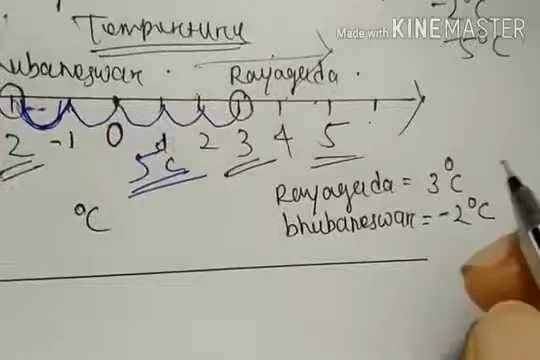 -2°C
Made with KINEMASTER
5°C
Tempirature
ubaneswar . Rayagada .
2 -1 0 1 2 3 4 5
5°C
°C
Rayagada = 3°C
bhubaneswar = -2°C